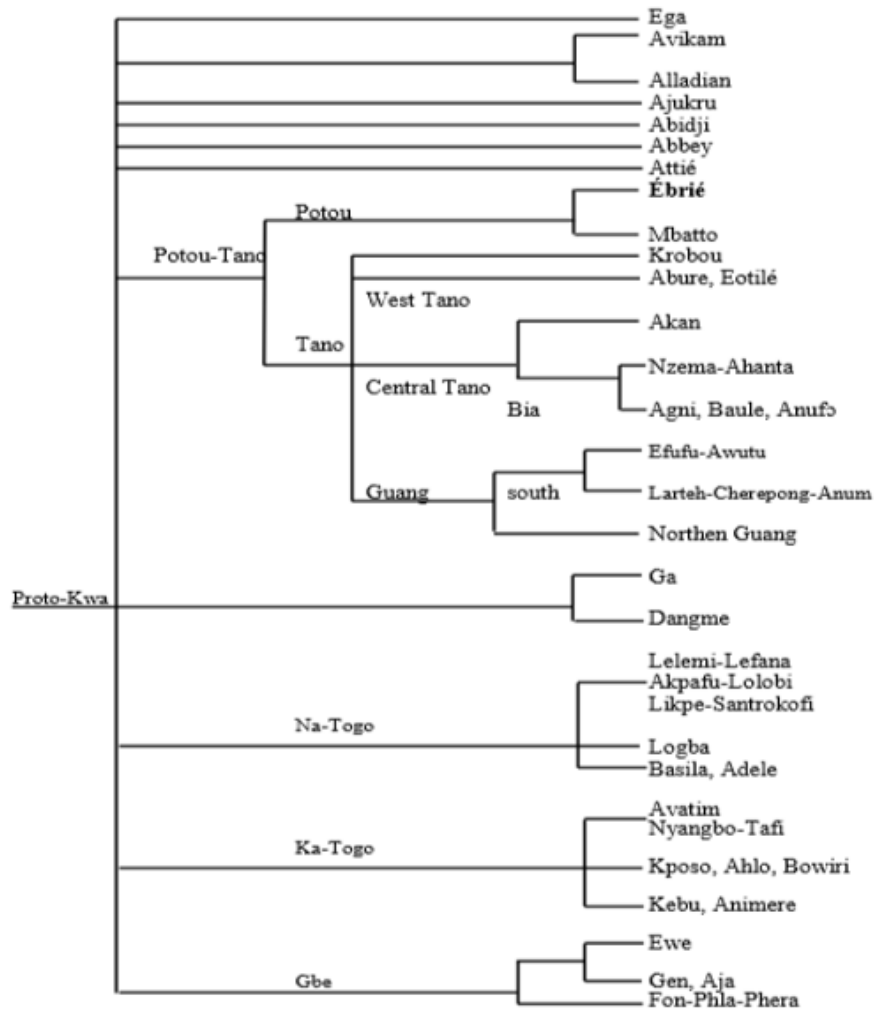 Ega
Avikam
Alladian
Ajukru
Abidji
Abbey
Attié
Ébrié
Potou
Mbatto
Potou-Tano
Krobou
Abure, Eotilé
West Tano
Akan
Tano
Nzema-Ahanta
Central Tano
Bia
Agni, Baule, Anufɔ
Efufu-Awutu
Guang
south
Larteh-Cherepong-Anum
Northen Guang
Ga
Proto-Kwa
Dangme
Lelemi-Lefana
Akpafu-Lolobi
Likpe-Santrokofi
Na-Togo
Logba
Basila, Adele
Avatim
Nyangbo-Tafi
Ka-Togo
Kposo, Ahlo, Bowiri
Kebu, Animere
Ewe
Gbe
Gen, Aja
Fon-Phla-Phera